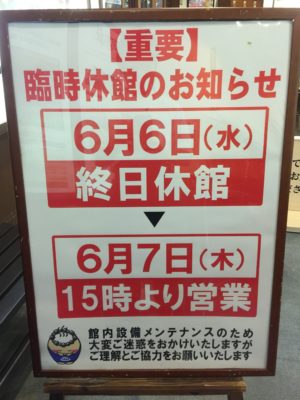 【重要】
臨時休館のお知らせ
6月6日(水)
終日休館
6月7日(木)
15時より営業
館内設備メンテナンスのため
大変ご迷惑をおかけいたしますが
ご理解とご協力をお願いいたします